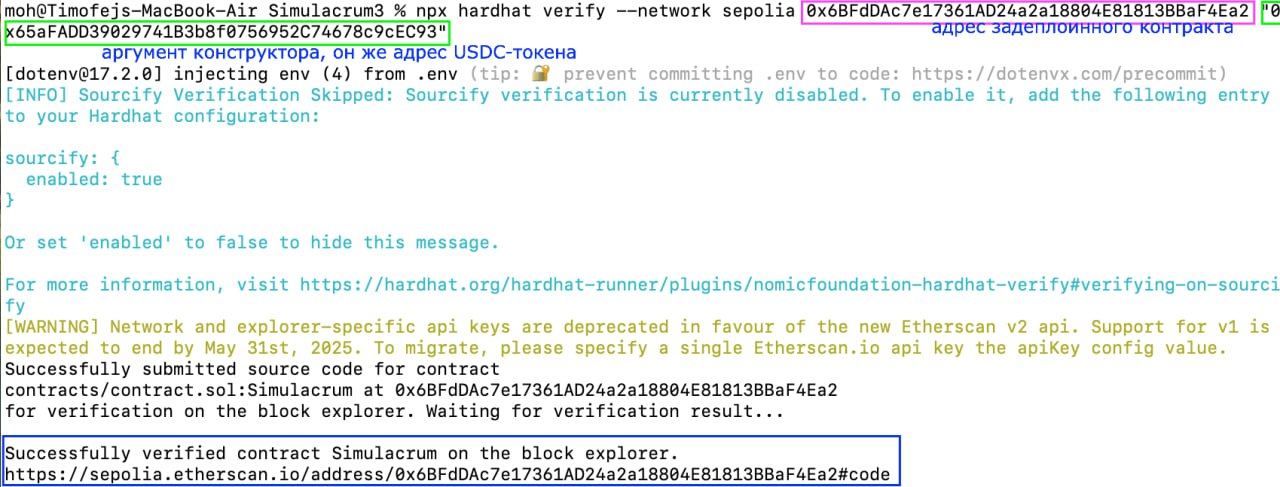 moh@Timofejs-MacBook-Air Simulacrum3 % npx hardhat verify --network sepolia 0x6BFdDAc7e17361AD24a2a18804E81813BBaF4Ea2 "0
x65aFADD39029741B3b8f0756952C74678c9cEC93"
адрес задеплоинного контракта
аргумент конструктора, он же адрес USDC-токена
[dotenv@17.2.0] injecting env (4) from .env (tip: 🔐 prevent committing .env to code: https://dotenvx.com/precommit)
[INFO] Sourcify Verification Skipped: Sourcify verification is currently disabled. To enable it, add the following entry
to your Hardhat configuration:
sourcify: {
  enabled: true
}
Or set 'enabled' to false to hide this message.
For more information, visit https://hardhat.org/hardhat-runner/plugins/nomicfoundation-hardhat-verify#verifying-on-sourci
fy
[WARNING] Network and explorer-specific api keys are deprecated in favour of the new Etherscan v2 api. Support for v1 is
expected to end by May 31st, 2025. To migrate, please specify a single Etherscan.io api key the apiKey config value.
Successfully submitted source code for contract
contracts/contract.sol:Simulacrum at 0x6BFdDAc7e17361AD24a2a18804E81813BBaF4Ea2
for verification on the block explorer. Waiting for verification result...
Successfully verified contract Simulacrum on the block explorer.
https://sepolia.etherscan.io/address/0x6BFdDAc7e17361AD24a2a18804E81813BBaF4Ea2#code